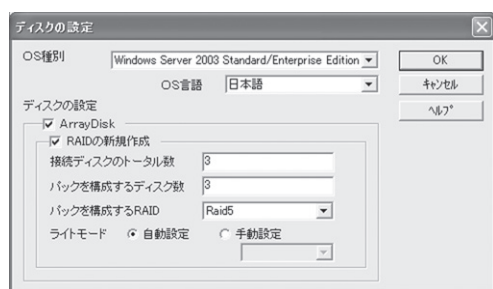 ディスクの設定
OS種別 Windows Server 2003 Standard/Enterprise Edition
OK
OS言語 日本語
キャンセル
ディスクの設定
ヘルプ
ArrayDisk
RAIDの新規作成
接続ディスクのトータル数 3
パックを構成するディスク数 3
パックを構成するRAID Raid5
ライトモード 自動設定 手動設定